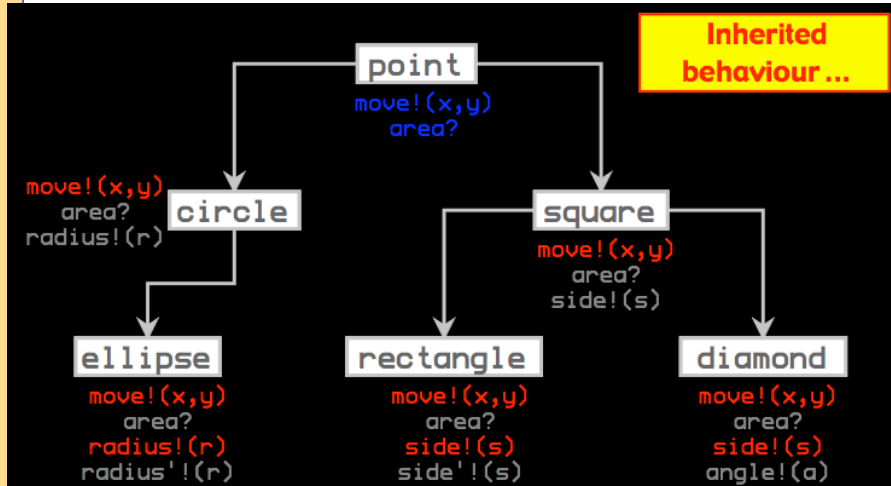 Inherited
behaviour ...
point
move!(x,y)
area?
move!(x,y)
area?
radius!(r)
circle
square
move!(x,y)
area?
side!(s)
ellipse
move!(x,y)
area?
radius!(r)
radius'!(r)
rectangle
move!(x,y)
area?
side!(s)
side'!(s)
diamond
move!(x,y)
area?
side!(s)
angle!(a)